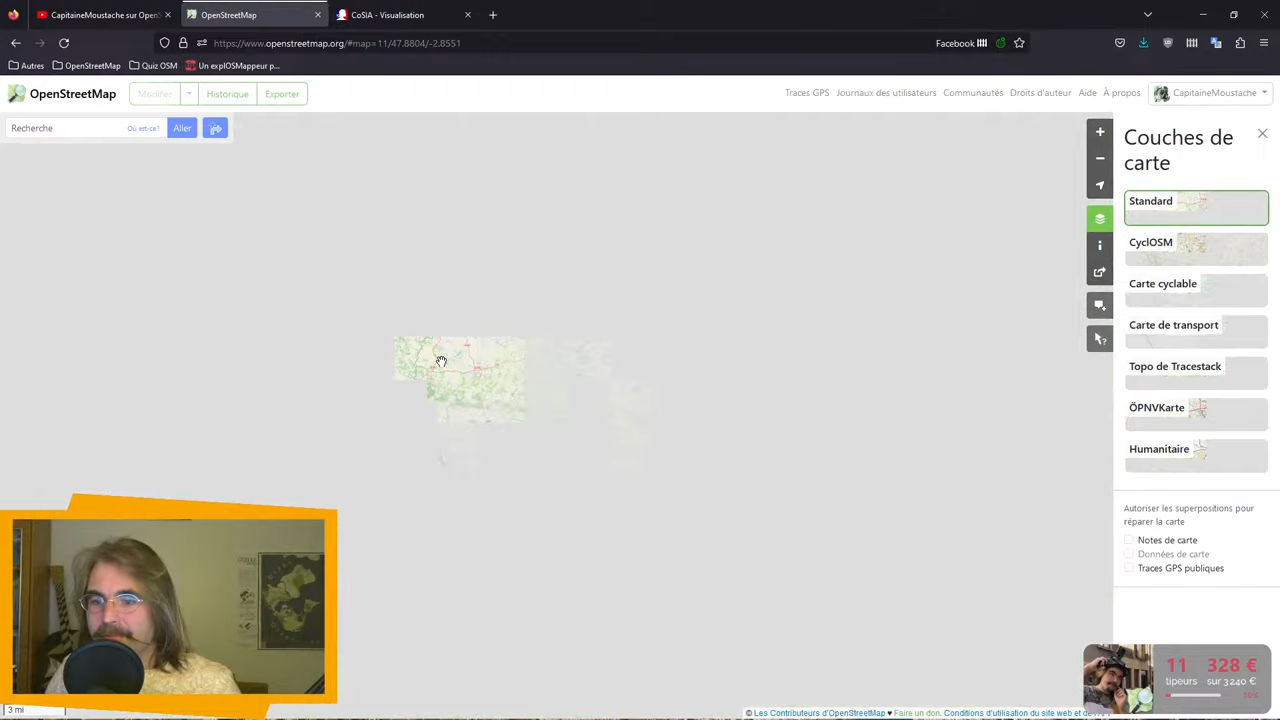 CapitaineMoustache sur OpenS
OpenStreetMap
CoSIA - Visualisation
https://www.openstreetmap.org/#map=11/47.8804/-2.8551
Facebook
Autres
OpenStreetMap
Quiz OSM
Un explOSMappeur p...
OpenStreetMap
Modifier
Historique
Exporter
Traces GPS
Journaux des utilisateurs
Communautés
Droits d'auteur
Aide
À propos
CapitaineMoustache
Recherche
Où est-ce?
Aller
Couches de
carte
Standard
CyclOSM
Carte cyclable
Carte de transport
Topo de Tracestack
ÖPNVKarte
Humanitaire
Autoriser les superpositions pour
réparer la carte
Notes de carte
Données de carte
Traces GPS publiques
11 328 €
tipeurs sur 3 240 €
3 mi
© Les Contributeurs d'OpenStreetMap ♥ Faire un don. Conditions d'utilisation du site web et de